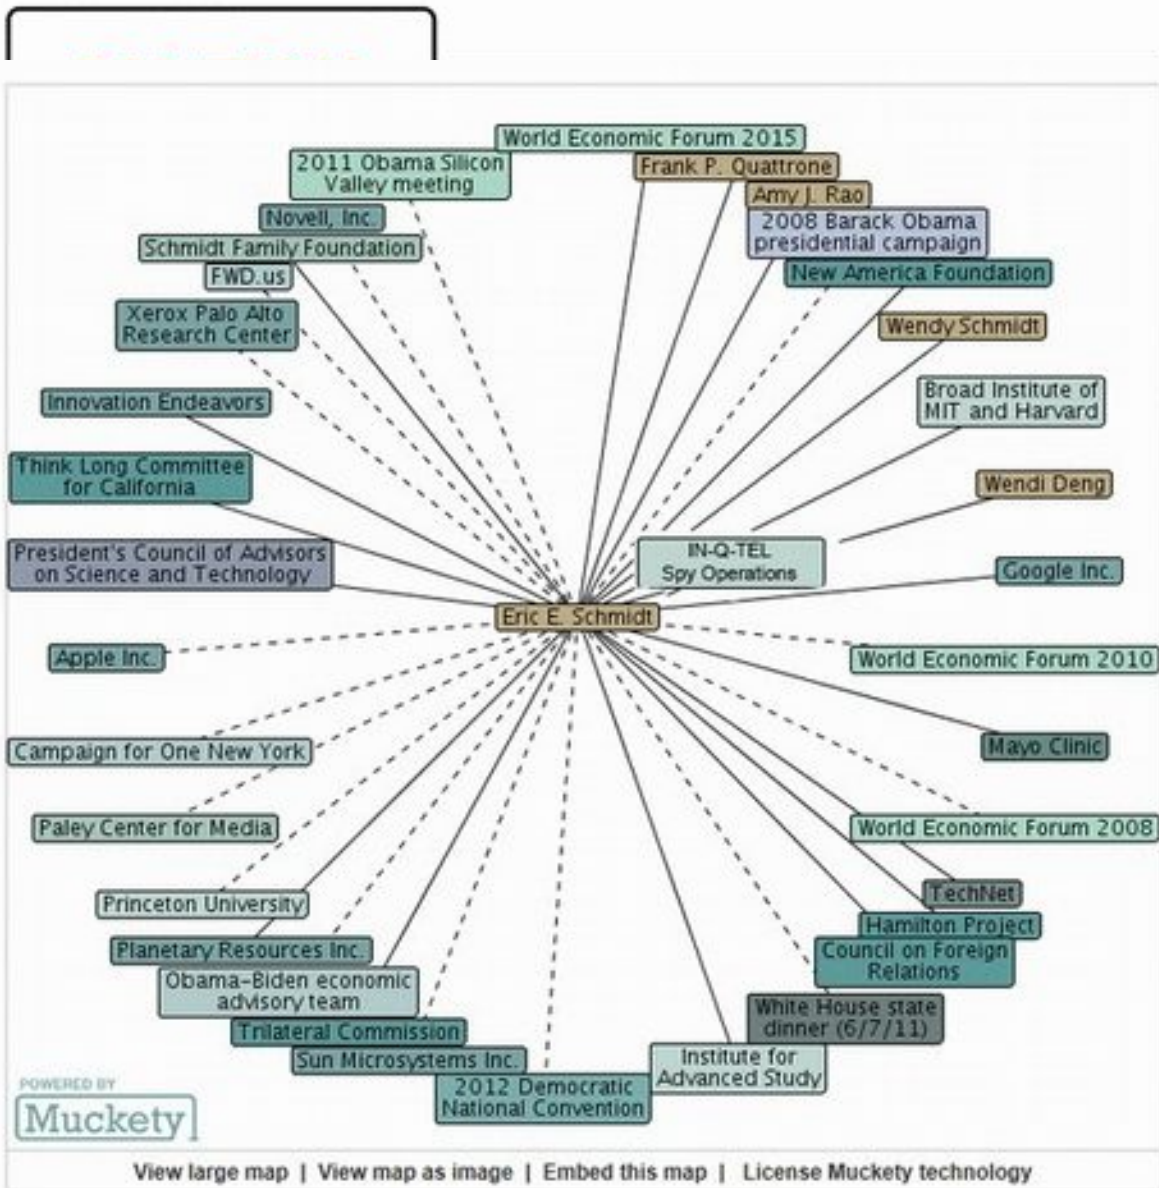 World Economic Forum 2015
2011 Obama Silicon
Valley meeting
Frank P. Quattrone
Amy J. Rao
Novell, Inc.
2008 Barack Obama
presidential campaign
Schmidt Family Foundation
FWD.us
New America Foundation
Xerox Palo Alto
Research Center
Wendy Schmidt
Innovation Endeavors
Broad Institute of
MIT and Harvard
Think Long Committee
for California
Wendi Deng
President's Council of Advisors
on Science and Technology
IN-Q-TEL
Spy Operations
Google Inc.
Eric E. Schmidt
Apple Inc.
World Economic Forum 2010
Campaign for One New York
Mayo Clinic
Paley Center for Media
World Economic Forum 2008
Princeton University
TechNet
Planetary Resources Inc.
Hamilton Project
Council on Foreign
Relations
Obama-Biden economic
advisory team
White House state
dinner (6/7/11)
Trilateral Commission
Sun Microsystems Inc.
Institute for
Advanced Study
2012 Democratic
National Convention
POWERED BY
Muckety
View large map | View map as image | Embed this map | License Muckety technology